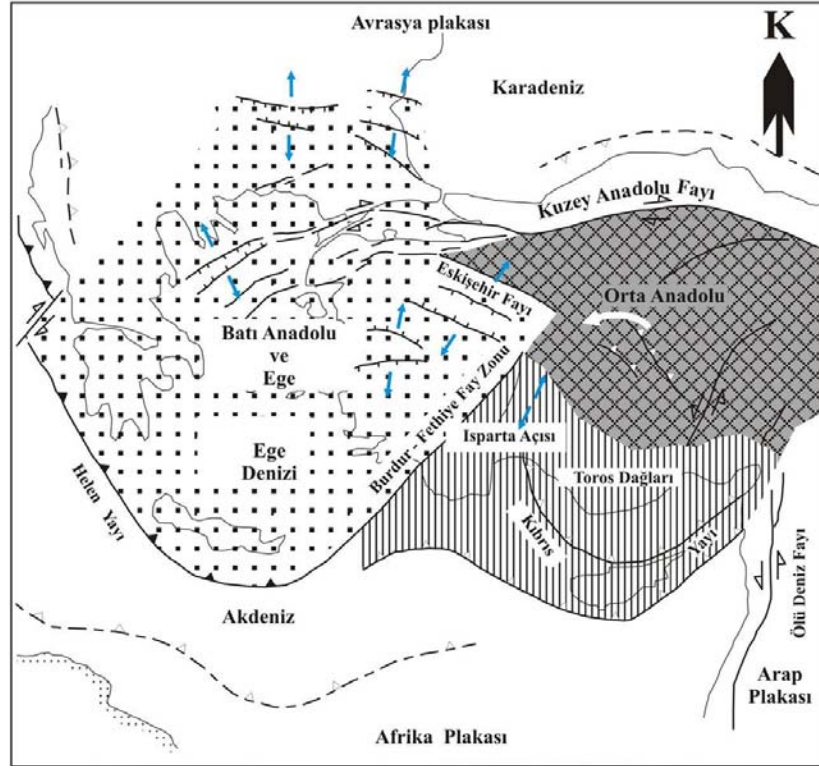 Avrasya plakası
K
Karadeniz
Kuzey Anadolu Fayı
Eskişehir Fayı
Orta Anadolu
Batı Anadolu
ve
Ege
Burdur - Fethiye Fay Zonu
Isparta Açısı
Ege
Denizi
Toros Dağları
Helen Yayı
Kıbrıs Yayı
Ölü Deniz Fayı
Akdeniz
Arap
Plakası
Afrika Plakası